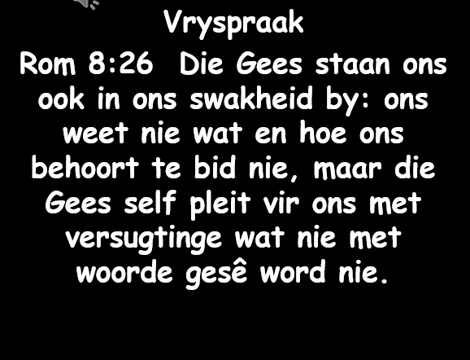 Vryspraak
Rom 8:26  Die Gees staan ons
ook in ons swakheid by: ons
weet nie wat en hoe ons
behoort te bid nie, maar die
Gees self pleit vir ons met
versugtinge wat nie met
woorde gesê word nie.